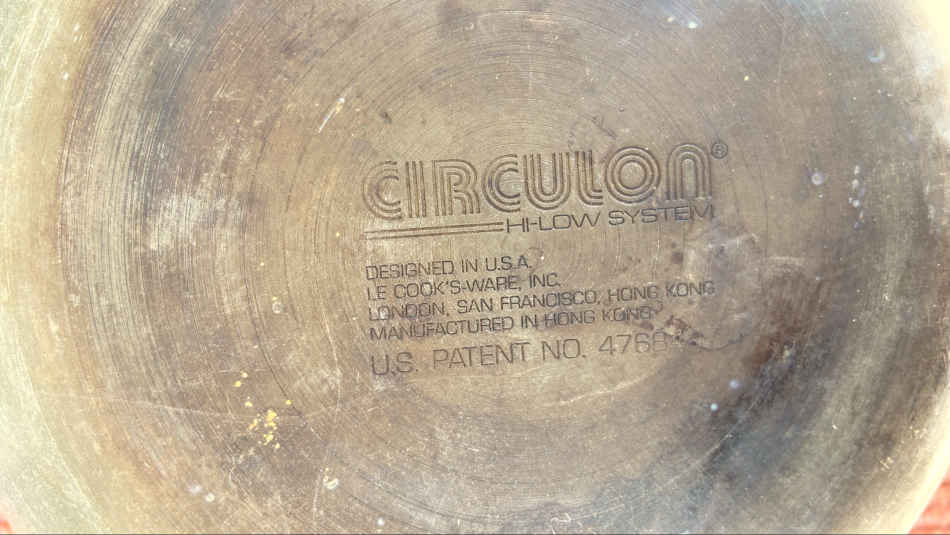 CIRCULON®
HI-LOW SYSTEM
DESIGNED IN U.S.A.
LE COOK'S-WARE, INC.
LONDON, SAN FRANCISCO, HONG KONG
MANUFACTURED IN HONG KONG
U.S. PATENT NO.